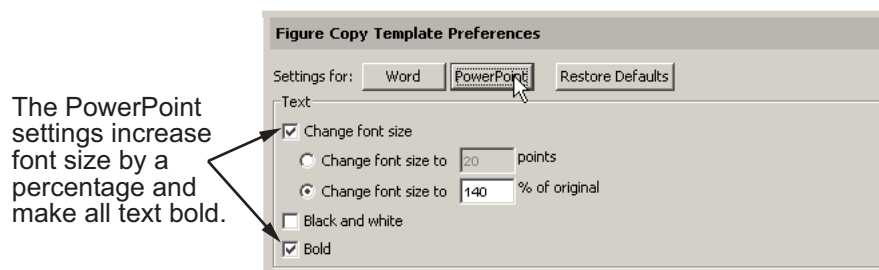 Figure Copy Template Preferences
Settings for: Word PowerPoint Restore Defaults
Text
The PowerPoint
settings increase
font size by a
percentage and
make all text bold.
Change font size
Change font size to 20 points
Change font size to 140 % of original
Black and white
Bold